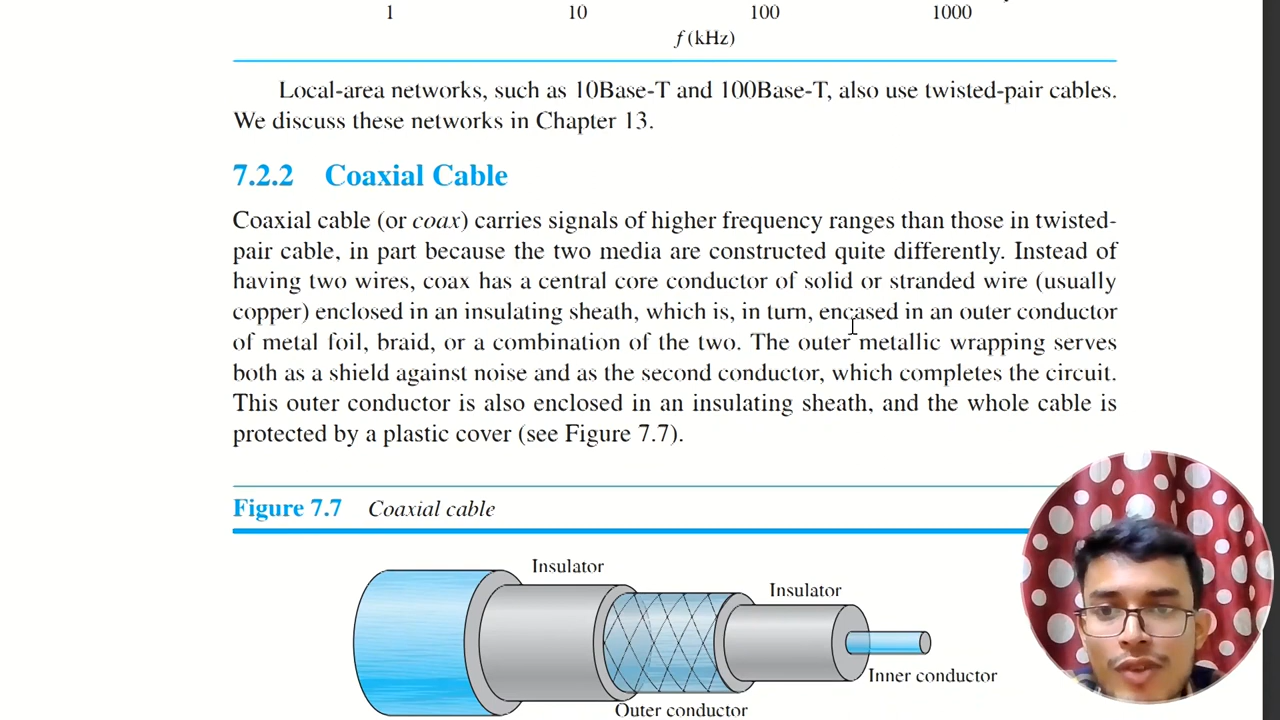 1 10 100 1000
f (kHz)
Local-area networks, such as 10Base-T and 100Base-T, also use twisted-pair cables.
We discuss these networks in Chapter 13.
7.2.2 Coaxial Cable
Coaxial cable (or coax) carries signals of higher frequency ranges than those in twisted-
pair cable, in part because the two media are constructed quite differently. Instead of
having two wires, coax has a central core conductor of solid or stranded wire (usually
copper) enclosed in an insulating sheath, which is, in turn, encased in an outer conductor
of metal foil, braid, or a combination of the two. The outer metallic wrapping serves
both as a shield against noise and as the second conductor, which completes the circuit.
This outer conductor is also enclosed in an insulating sheath, and the whole cable is
protected by a plastic cover (see Figure 7.7).
Figure 7.7 Coaxial cable
Insulator
Insulator
Inner conductor
Outer conductor